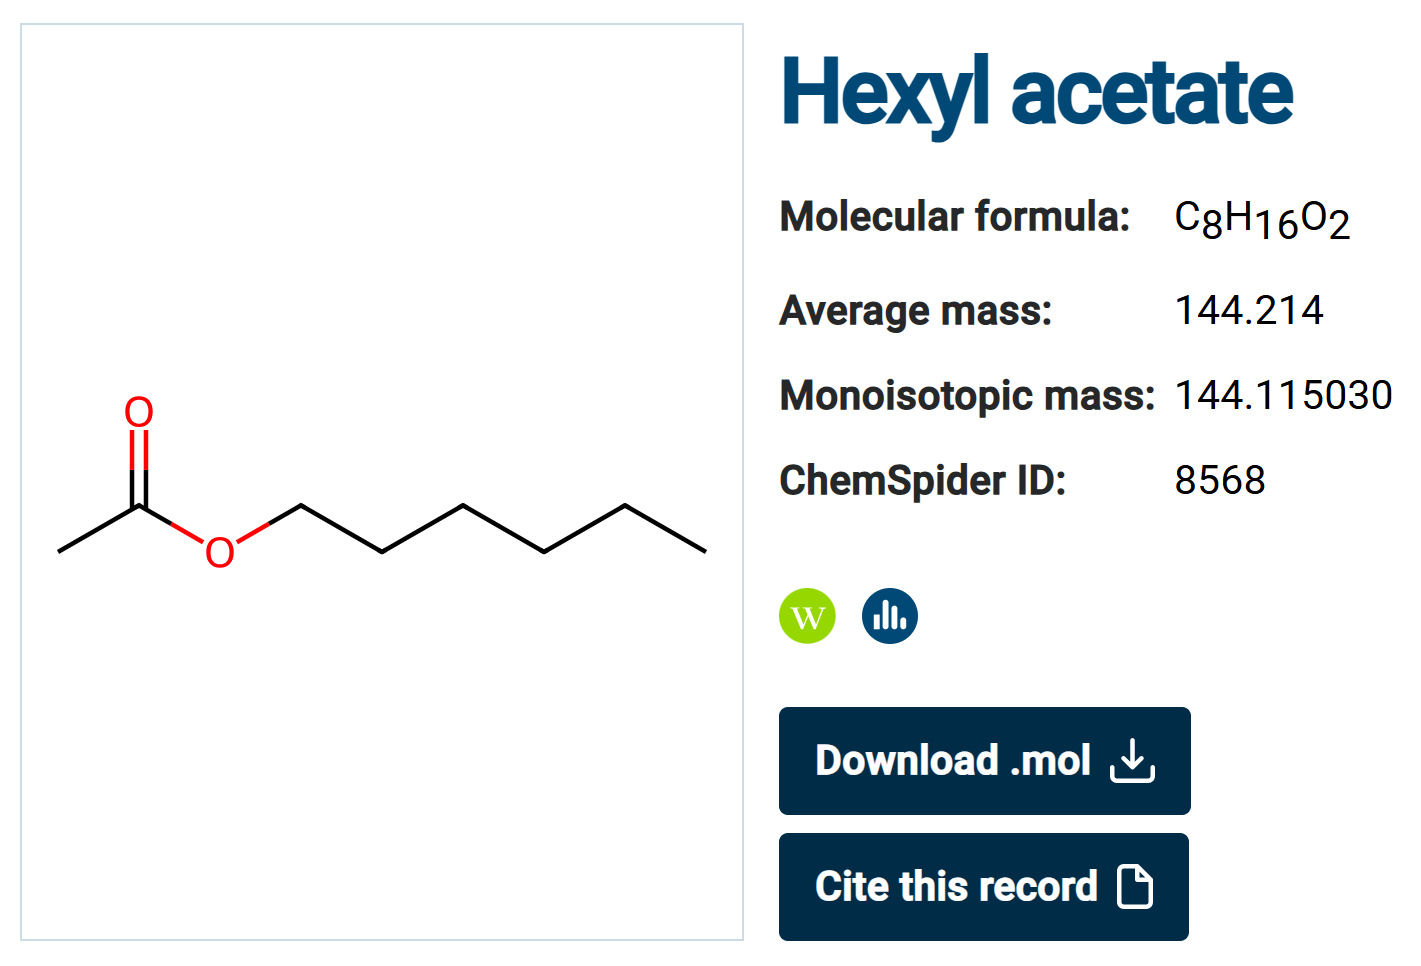 O
O
Hexyl acetate
Molecular formula: C₈H₁₆O₂
Average mass: 144.214
Monoisotopic mass: 144.115030
ChemSpider ID: 8568
W
Download .mol
Cite this record